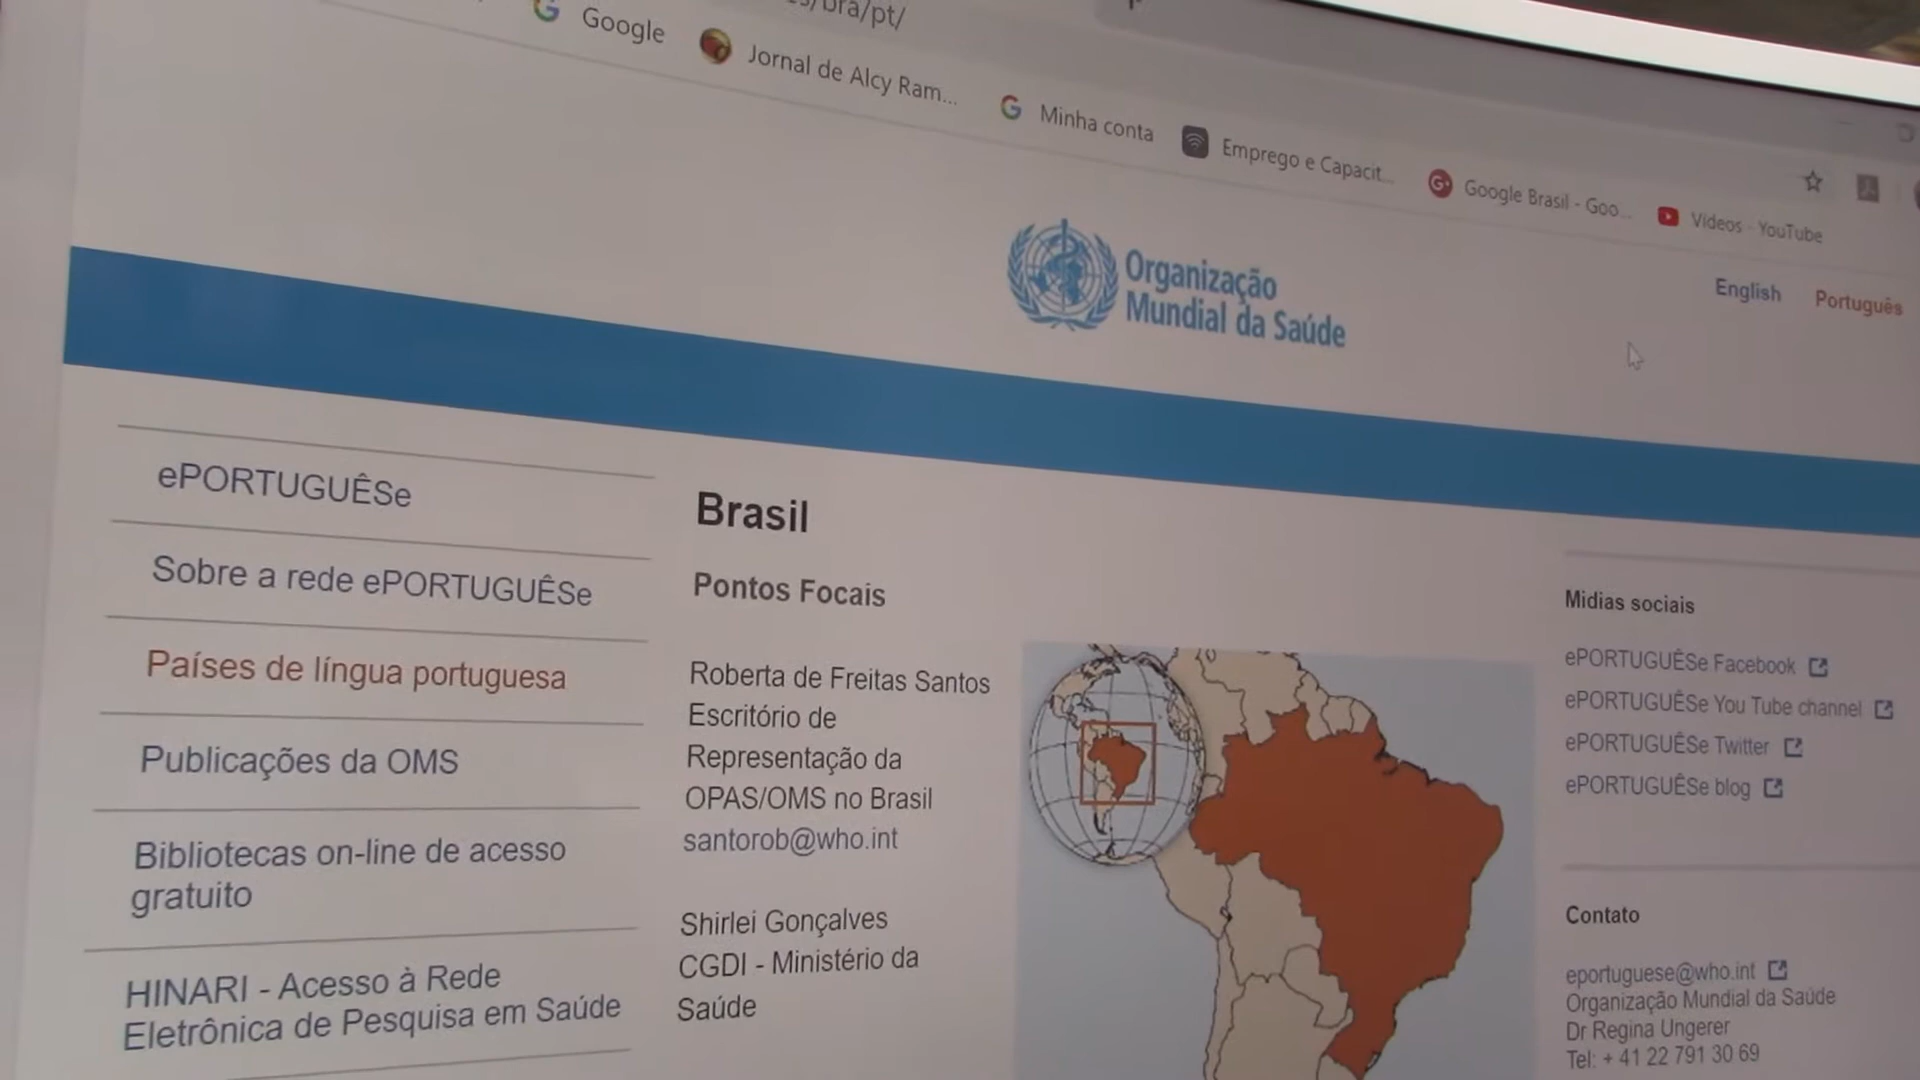 /bra/pt/
Google
Jornal de Alcy Ram...
Minha conta
Emprego e Capacit...
Google Brasil - Goo...
Vídeos - YouTube
Organização
Mundial da Saúde
English
Português
ePORTUGUÊSe
Sobre a rede ePORTUGUÊSe
Países de língua portuguesa
Publicações da OMS
Bibliotecas on-line de acesso
gratuito
HINARI - Acesso à Rede
Eletrônica de Pesquisa em Saúde
Brasil
Pontos Focais
Roberta de Freitas Santos
Escritório de
Representação da
OPAS/OMS no Brasil
santorob@who.int
Shirlei Gonçalves
CGDI - Ministério da
Saúde
Midias sociais
ePORTUGUÊSe Facebook
ePORTUGUÊSe You Tube channel
ePORTUGUÊSe Twitter
ePORTUGUÊSe blog
Contato
eportuguese@who.int
Organização Mundial da Saúde
Dr Regina Ungerer
Tel: + 41 22 791 30 69